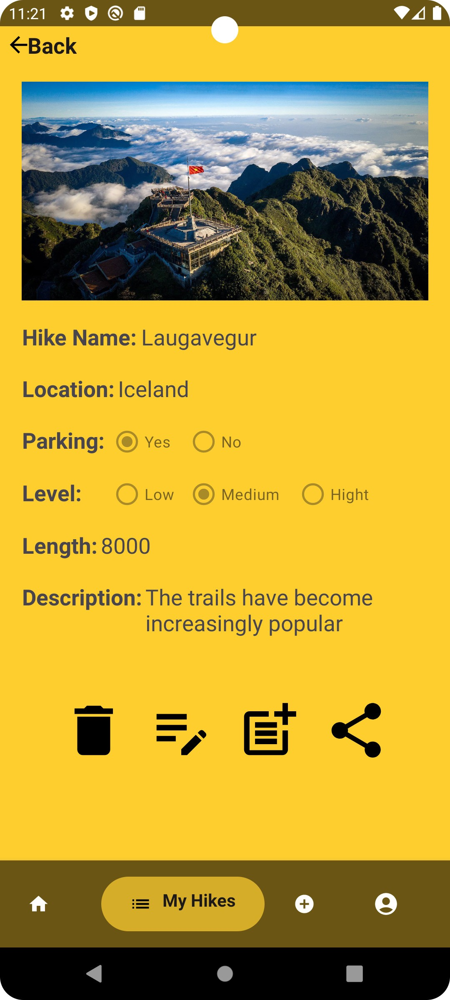 11:21
Back
Hike Name: Laugavegur
Location: Iceland
Parking: Yes No
Level: Low Medium Hight
Length: 8000
Description: The trails have become
increasingly popular
My Hikes